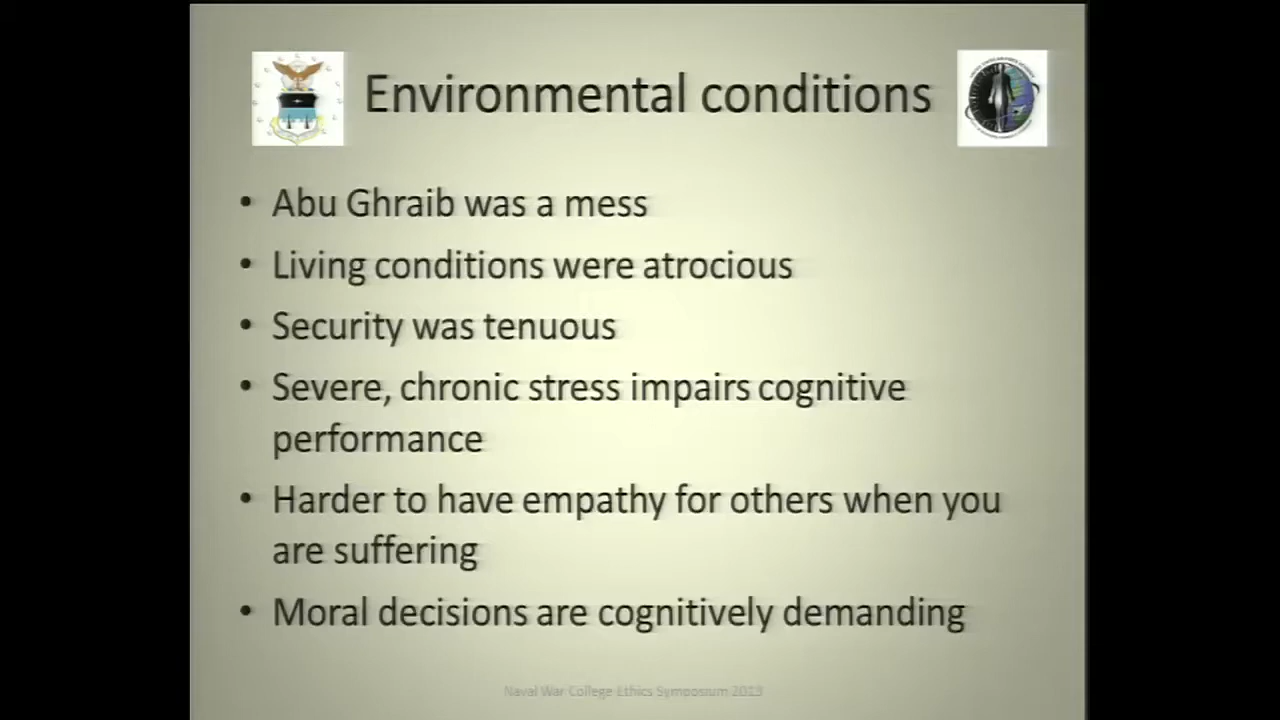 Environmental conditions
• Abu Ghraib was a mess
• Living conditions were atrocious
• Security was tenuous
• Severe, chronic stress impairs cognitive
performance
• Harder to have empathy for others when you
are suffering
• Moral decisions are cognitively demanding
Naval War College Ethics Symposium 2013